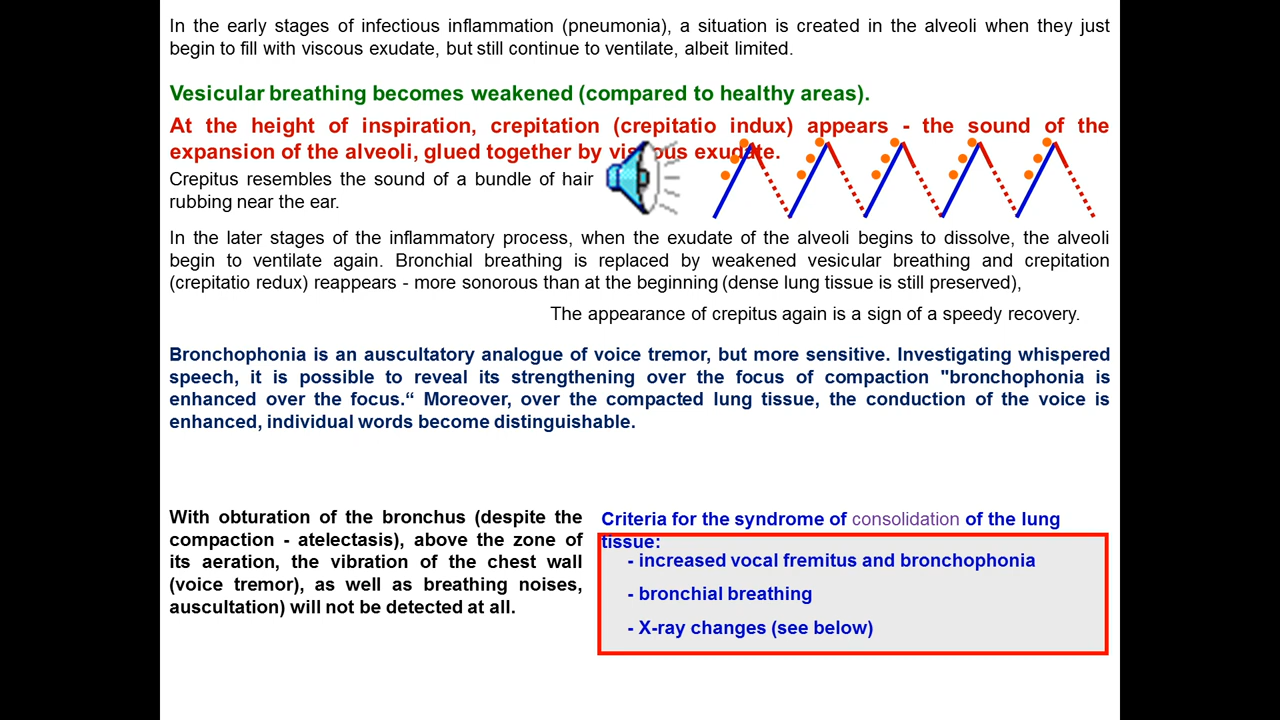 In the early stages of infectious inflammation (pneumonia), a situation is created in the alveoli when they just
begin to fill with viscous exudate, but still continue to ventilate, albeit limited.
Vesicular breathing becomes weakened (compared to healthy areas).
At the height of inspiration, crepitation (crepitatio indux) appears - the sound of the
expansion of the alveoli, glued together by viscous exudate.
Crepitus resembles the sound of a bundle of hair
rubbing near the ear.
In the later stages of the inflammatory process, when the exudate of the alveoli begins to dissolve, the alveoli
begin to ventilate again. Bronchial breathing is replaced by weakened vesicular breathing and crepitation
(crepitatio redux) reappears - more sonorous than at the beginning (dense lung tissue is still preserved),
The appearance of crepitus again is a sign of a speedy recovery.
Bronchophonia is an auscultatory analogue of voice tremor, but more sensitive. Investigating whispered
speech, it is possible to reveal its strengthening over the focus of compaction "bronchophonia is
enhanced over the focus.“ Moreover, over the compacted lung tissue, the conduction of the voice is
enhanced, individual words become distinguishable.
With obturation of the bronchus (despite the
compaction - atelectasis), above the zone of
its aeration, the vibration of the chest wall
(voice tremor), as well as breathing noises,
auscultation) will not be detected at all.
Criteria for the syndrome of consolidation of the lung
tissue:
- increased vocal fremitus and bronchophonia
- bronchial breathing
- X-ray changes (see below)